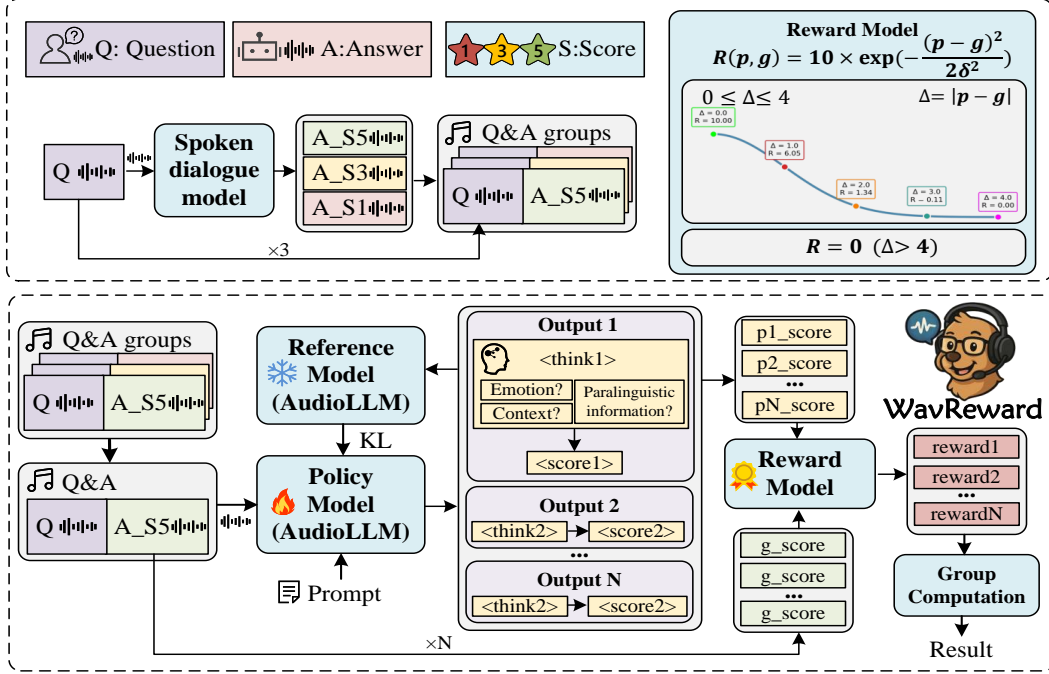 Q: Question
A:Answer
1
3
5
S:Score
Q
Spoken
dialogue
model
A_S5
A_S3
A_S1
Q&A groups
Q
A_S5
×3
Reward Model
R(p, g) = 10 × exp(-(p - g)²/2δ²)
0 ≤ Δ ≤ 4
Δ= |p - g|
Δ = 0.0
R = 10.00
Δ = 1.0
R = 6.05
Δ = 2.0
R = 1.34
Δ = 3.0
R = 0.11
Δ = 4.0
R = 0.00
R = 0 (Δ> 4)
Q&A groups
Q
A_S5
Q&A
Q
A_S5
Reference
Model
(AudioLLM)
KL
Policy
Model
(AudioLLM)
Prompt
Output 1
<think1>
Emotion?
Context?
Paralinguistic
information?
<score1>
Output 2
<think2>
<score2>
...
Output N
<think2>
<score2>
×N
p1_score
p2_score
...
pN_score
Reward
Model
g_score
g_score
...
g_score
WavReward
reward1
reward2
...
rewardN
Group
Computation
Result